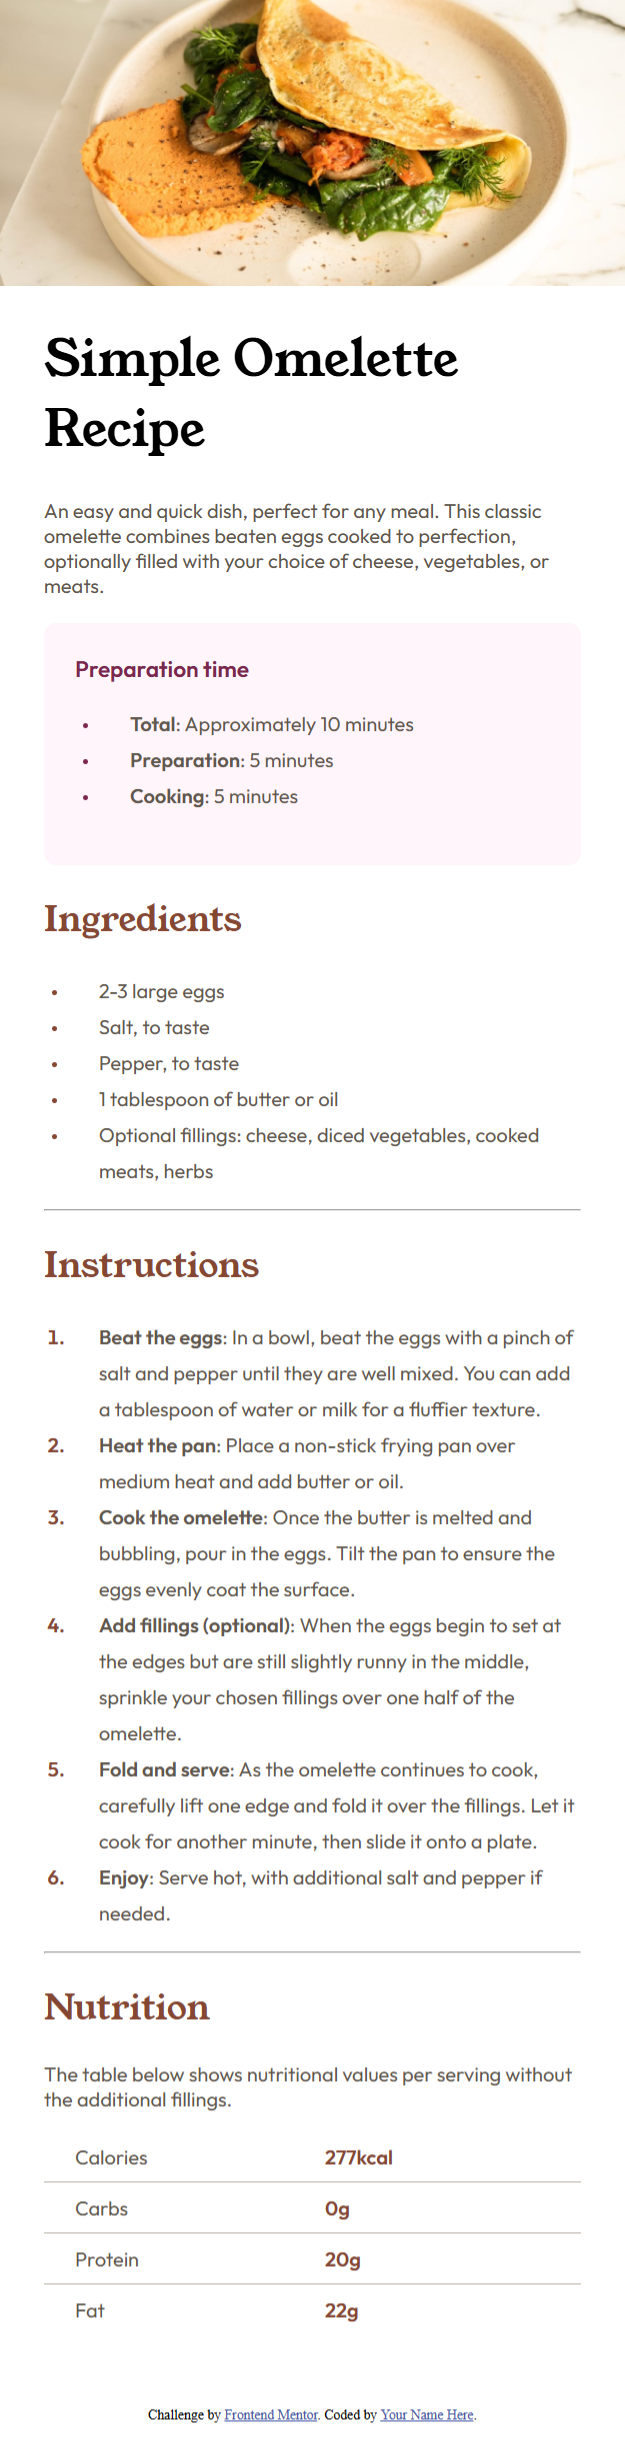 Simple Omelette
Recipe
An easy and quick dish, perfect for any meal. This classic
omelette combines beaten eggs cooked to perfection,
optionally filled with your choice of cheese, vegetables, or
meats.
Preparation time
• Total: Approximately 10 minutes
• Preparation: 5 minutes
• Cooking: 5 minutes
Ingredients
• 2-3 large eggs
• Salt, to taste
• Pepper, to taste
• 1 tablespoon of butter or oil
• Optional fillings: cheese, diced vegetables, cooked
meats, herbs
Instructions
1. Beat the eggs: In a bowl, beat the eggs with a pinch of
salt and pepper until they are well mixed. You can add
a tablespoon of water or milk for a fluffier texture.
2. Heat the pan: Place a non-stick frying pan over
medium heat and add butter or oil.
3. Cook the omelette: Once the butter is melted and
bubbling, pour in the eggs. Tilt the pan to ensure the
eggs evenly coat the surface.
4. Add fillings (optional): When the eggs begin to set at
the edges but are still slightly runny in the middle,
sprinkle your chosen fillings over one half of the
omelette.
5. Fold and serve: As the omelette continues to cook,
carefully lift one edge and fold it over the fillings. Let it
cook for another minute, then slide it onto a plate.
6. Enjoy: Serve hot, with additional salt and pepper if
needed.
Nutrition
The table below shows nutritional values per serving without
the additional fillings.
Calories 277kcal
Carbs 0g
Protein 20g
Fat 22g
Challenge by Frontend Mentor. Coded by Your Name Here.